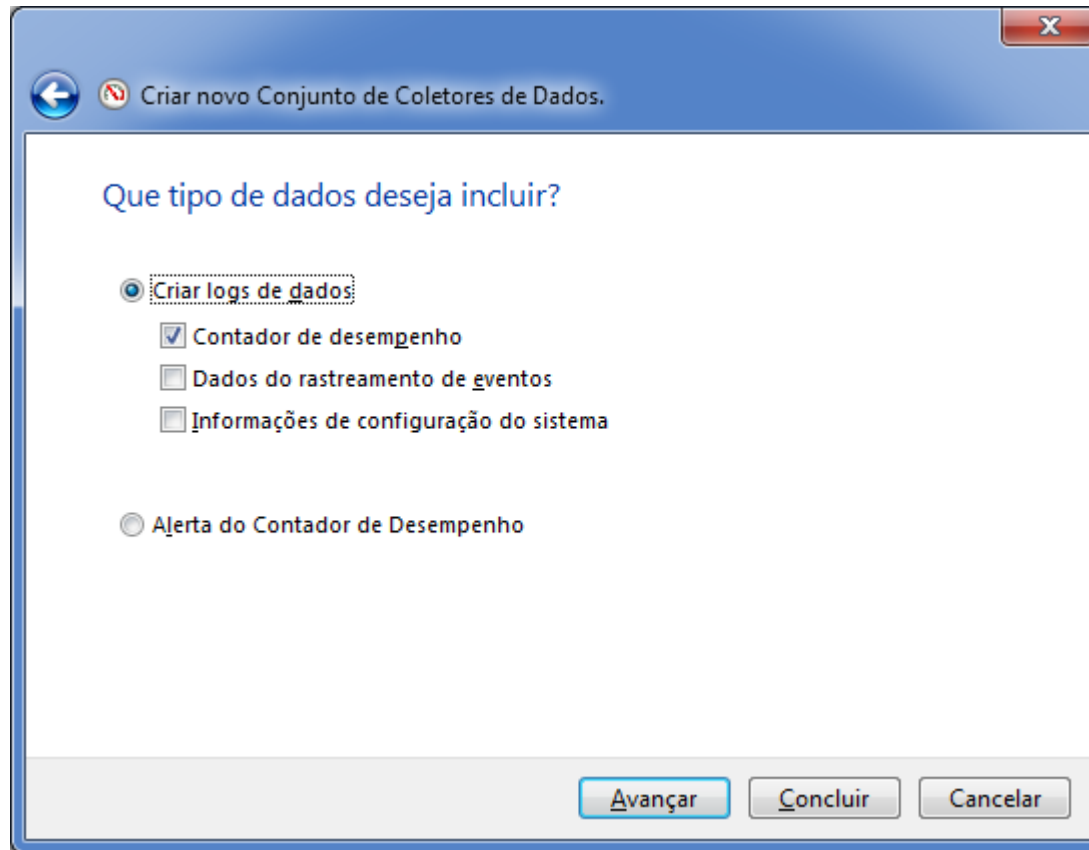 Criar novo Conjunto de Coletores de Dados.
Que tipo de dados deseja incluir?
Criar logs de dados
Contador de desempenho
Dados do rastreamento de eventos
Informações de configuração do sistema
Alerta do Contador de Desempenho
Avançar Concluir Cancelar